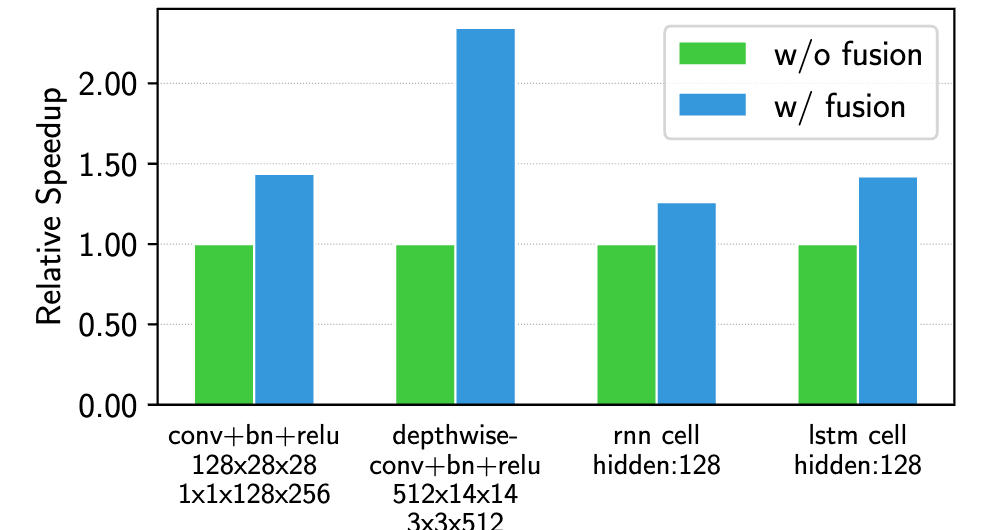 2.00
1.50
1.00
0.50
0.00
Relative Speedup
w/o fusion
w/ fusion
conv+bn+relu
128x28x28
1x1x128x256
depthwise-
conv+bn+relu
512x14x14
3x3x512
rnn cell
hidden:128
lstm cell
hidden:128